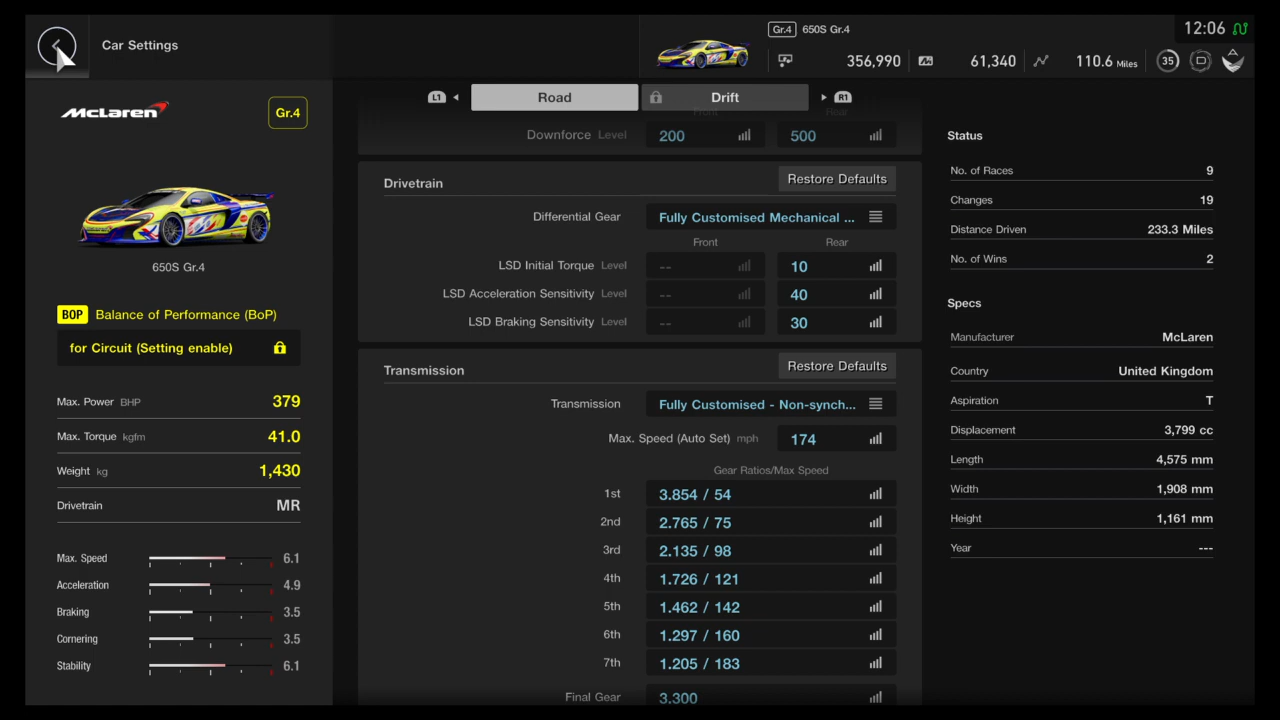 Car Settings
Gr.4 650S Gr.4
12:06
356,990 61,340 110.6 Miles 35
McLaren
Gr.4
650S Gr.4
BOP Balance of Performance (BoP)
for Circuit (Setting enable)
Max. Power BHP 379
Max. Torque kgfm 41.0
Weight kg 1,430
Drivetrain MR
Max. Speed 6.1
Acceleration 4.9
Braking 3.5
Cornering 3.5
Stability 6.1
L1 Road Drift R1
Front Rear
Downforce Level 200 500
Drivetrain Restore Defaults
Differential Gear Fully Customised Mechanical ...
Front Rear
LSD Initial Torque Level -- 10
LSD Acceleration Sensitivity Level -- 40
LSD Braking Sensitivity Level -- 30
Transmission Restore Defaults
Transmission Fully Customised - Non-synch...
Max. Speed (Auto Set) mph 174
Gear Ratios/Max Speed
1st 3.854 / 54
2nd 2.765 / 75
3rd 2.135 / 98
4th 1.726 / 121
5th 1.462 / 142
6th 1.297 / 160
7th 1.205 / 183
Final Gear 3.300
Status
No. of Races 9
Changes 19
Distance Driven 233.3 Miles
No. of Wins 2
Specs
Manufacturer McLaren
Country United Kingdom
Aspiration T
Displacement 3,799 cc
Length 4,575 mm
Width 1,908 mm
Height 1,161 mm
Year ---